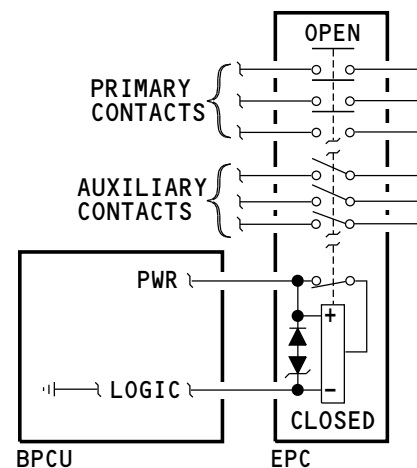 OPEN
PRIMARY
CONTACTS
AUXILIARY
CONTACTS
PWR
+
LOGIC
-
CLOSED
BPCU
EPC